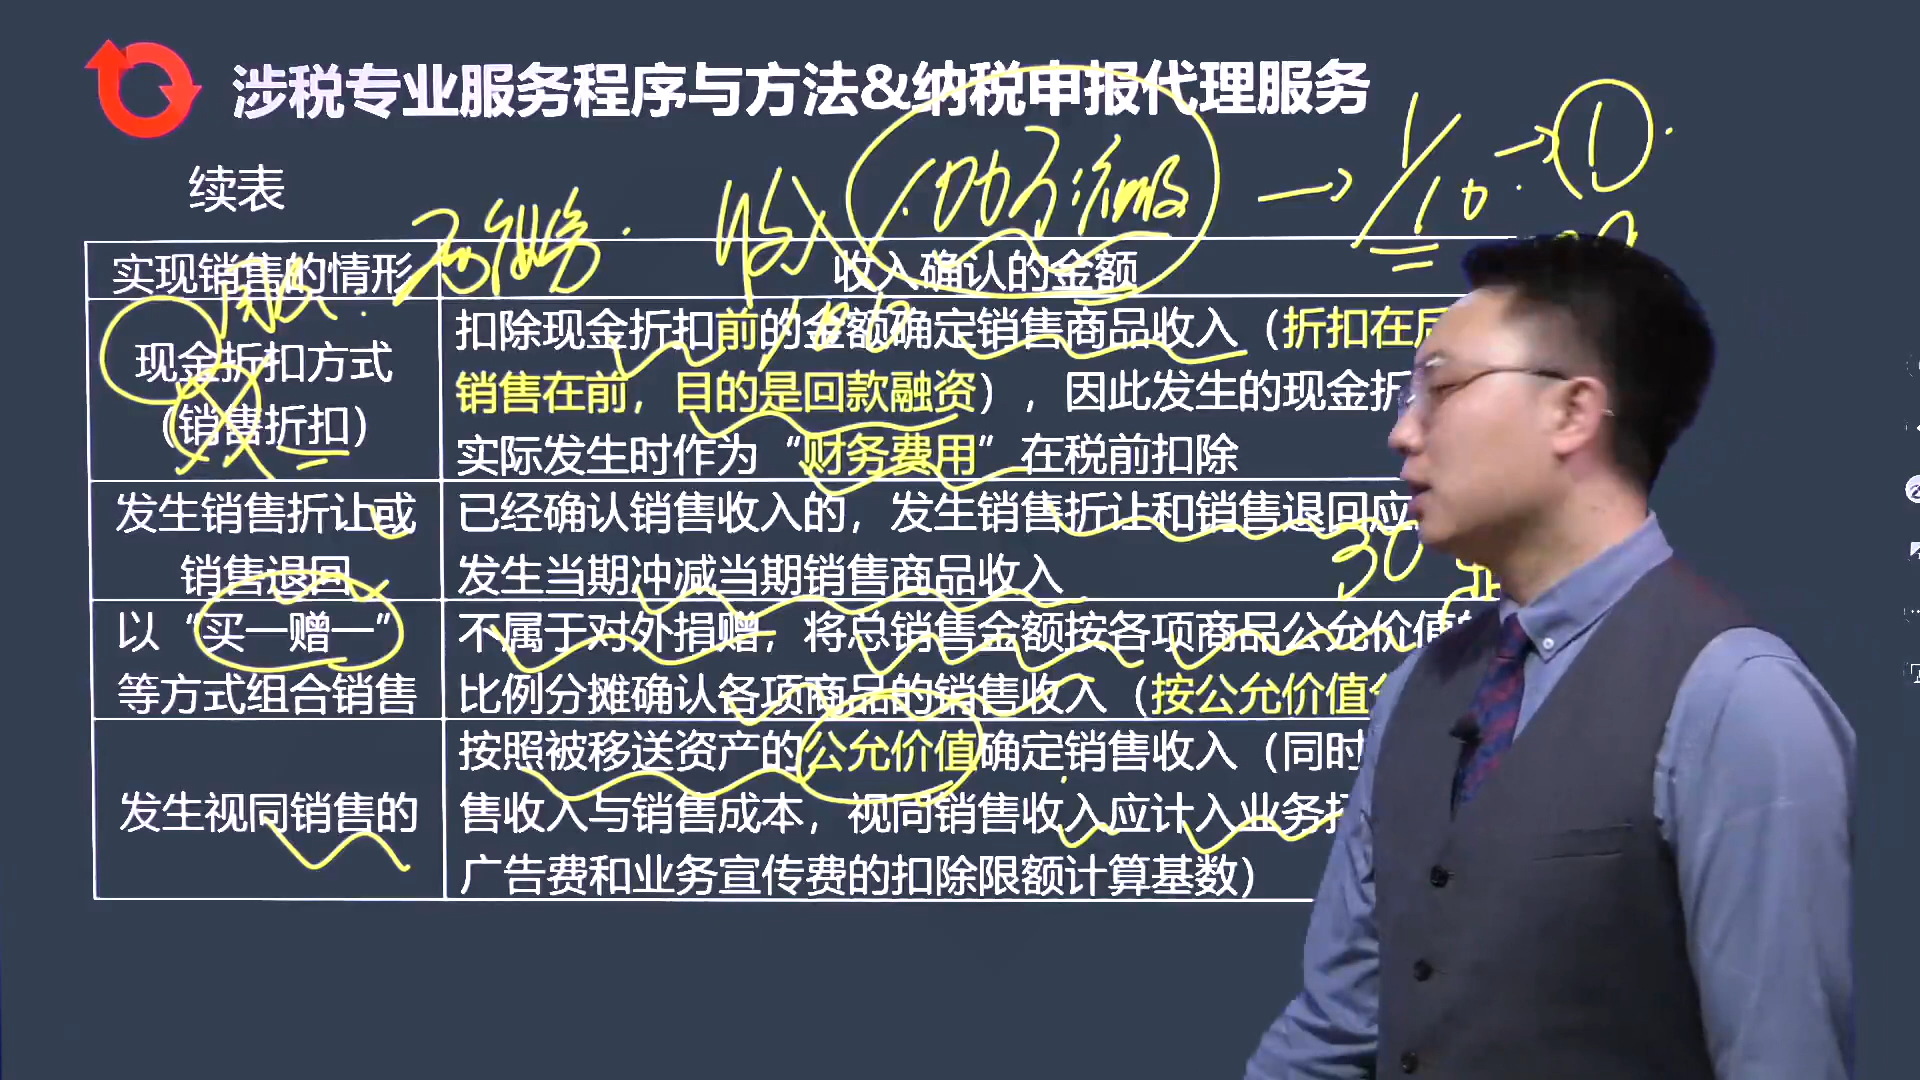 涉税专业服务程序与方法&纳税申报代理服务
续表
收入
实现销售的情形
收入确认的金额
现金折扣方式
（销售折扣）
扣除现金折扣前的金额确定销售商品收入（折扣在后
销售在前，目的是回款融资），因此发生的现金折
实际发生时作为“财务费用”在税前扣除
发生销售折让或
销售退回
已经确认销售收入的，发生销售折让和销售退回应
发生当期冲减当期销售商品收入
30
以“买一赠一”
等方式组合销售
不属于对外捐赠，将总销售金额按各项商品公允价值
比例分摊确认各项商品的销售收入（按公允价值
发生视同销售的
按照被移送资产的公允价值确定销售收入（同时
售收入与销售成本，视同销售收入应计入业务招
广告费和业务宣传费的扣除限额计算基数）